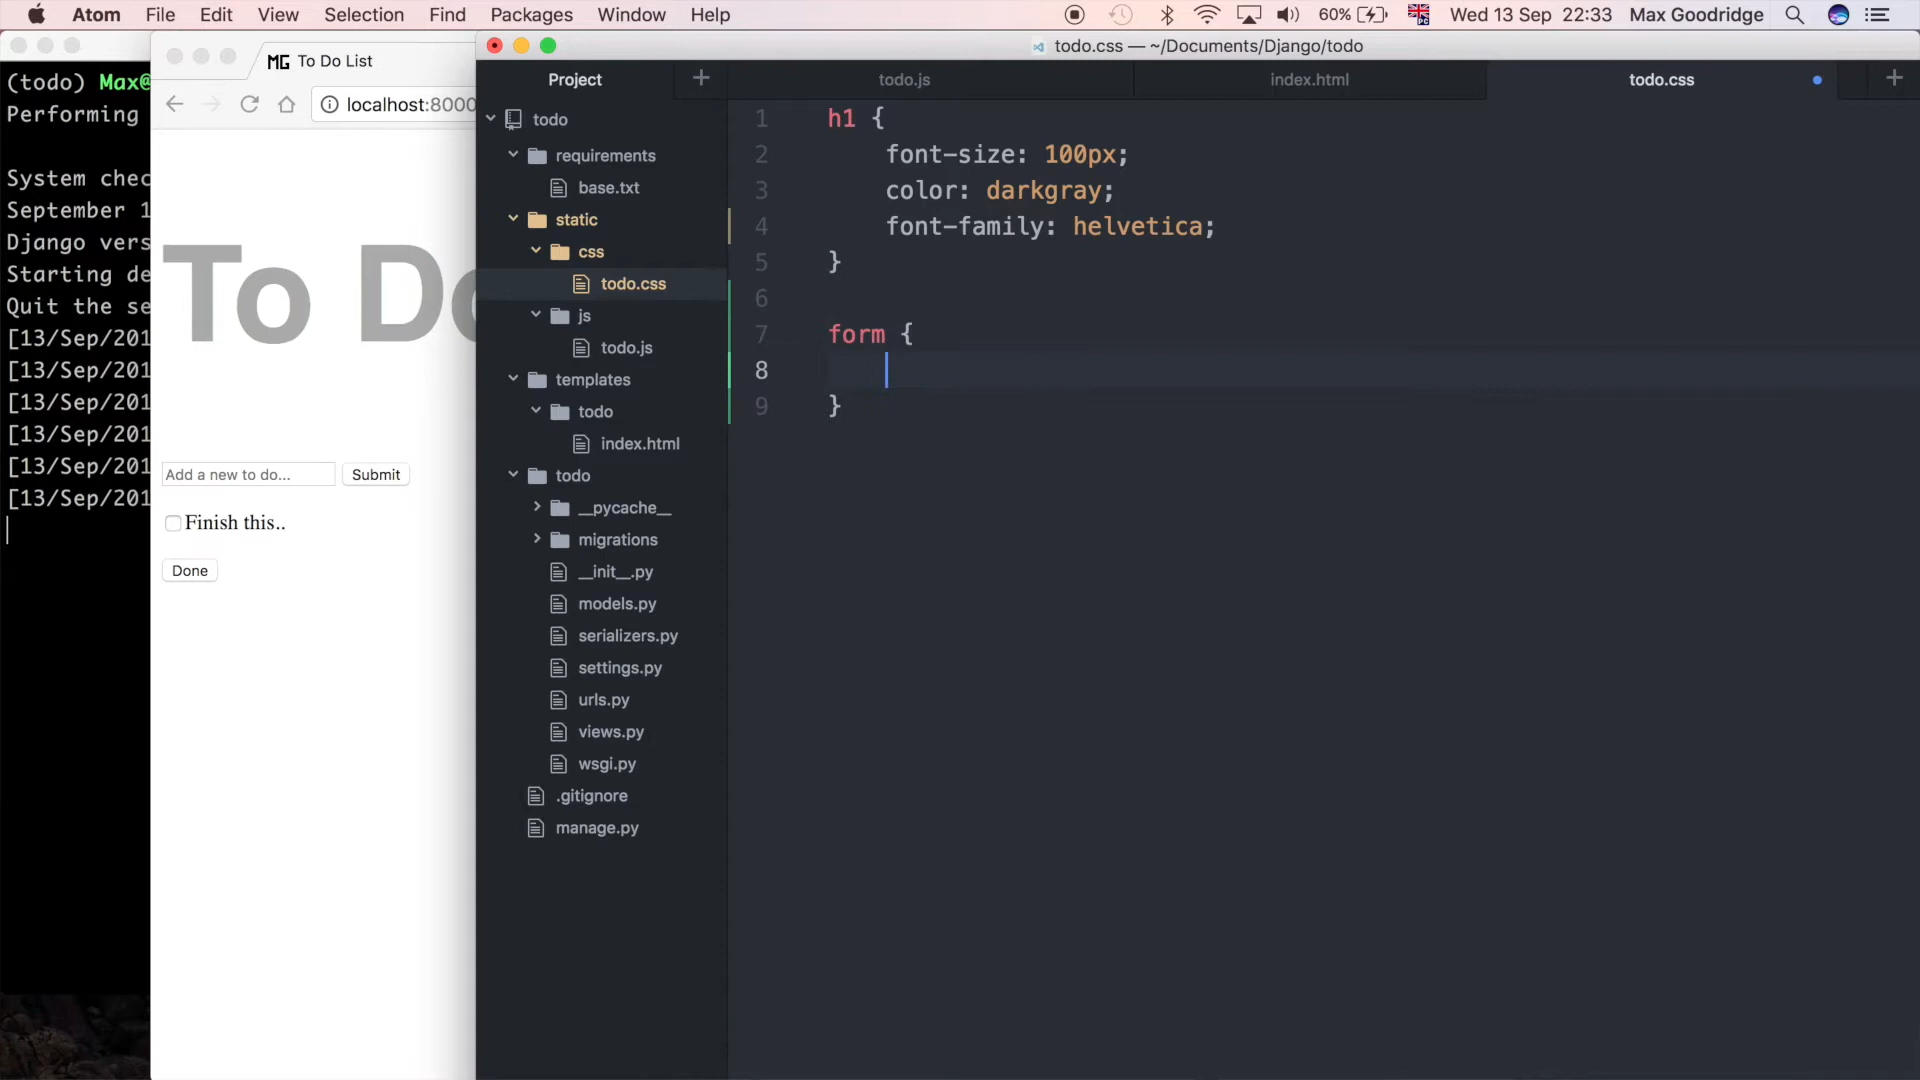 Atom File Edit View Selection Find Packages Window Help 60% Wed 13 Sep 22:33 Max Goodridge
(todo) Max@
Performing
System chec
September 1
Django vers
Starting de
Quit the se
[13/Sep/201
[13/Sep/201
[13/Sep/201
[13/Sep/201
[13/Sep/201
[13/Sep/201
MG To Do List
localhost:8000
To Do
Add a new to do... Submit
Finish this..
Done
todo.css — ~/Documents/Django/todo
Project
todo.js index.html todo.css
todo
requirements
base.txt
static
css
todo.css
js
todo.js
templates
todo
index.html
todo
__pycache__
migrations
__init__.py
models.py
serializers.py
settings.py
urls.py
views.py
wsgi.py
.gitignore
manage.py
1 h1 {
2 font-size: 100px;
3 color: darkgray;
4 font-family: helvetica;
5 }
6
7 form {
8
9 }